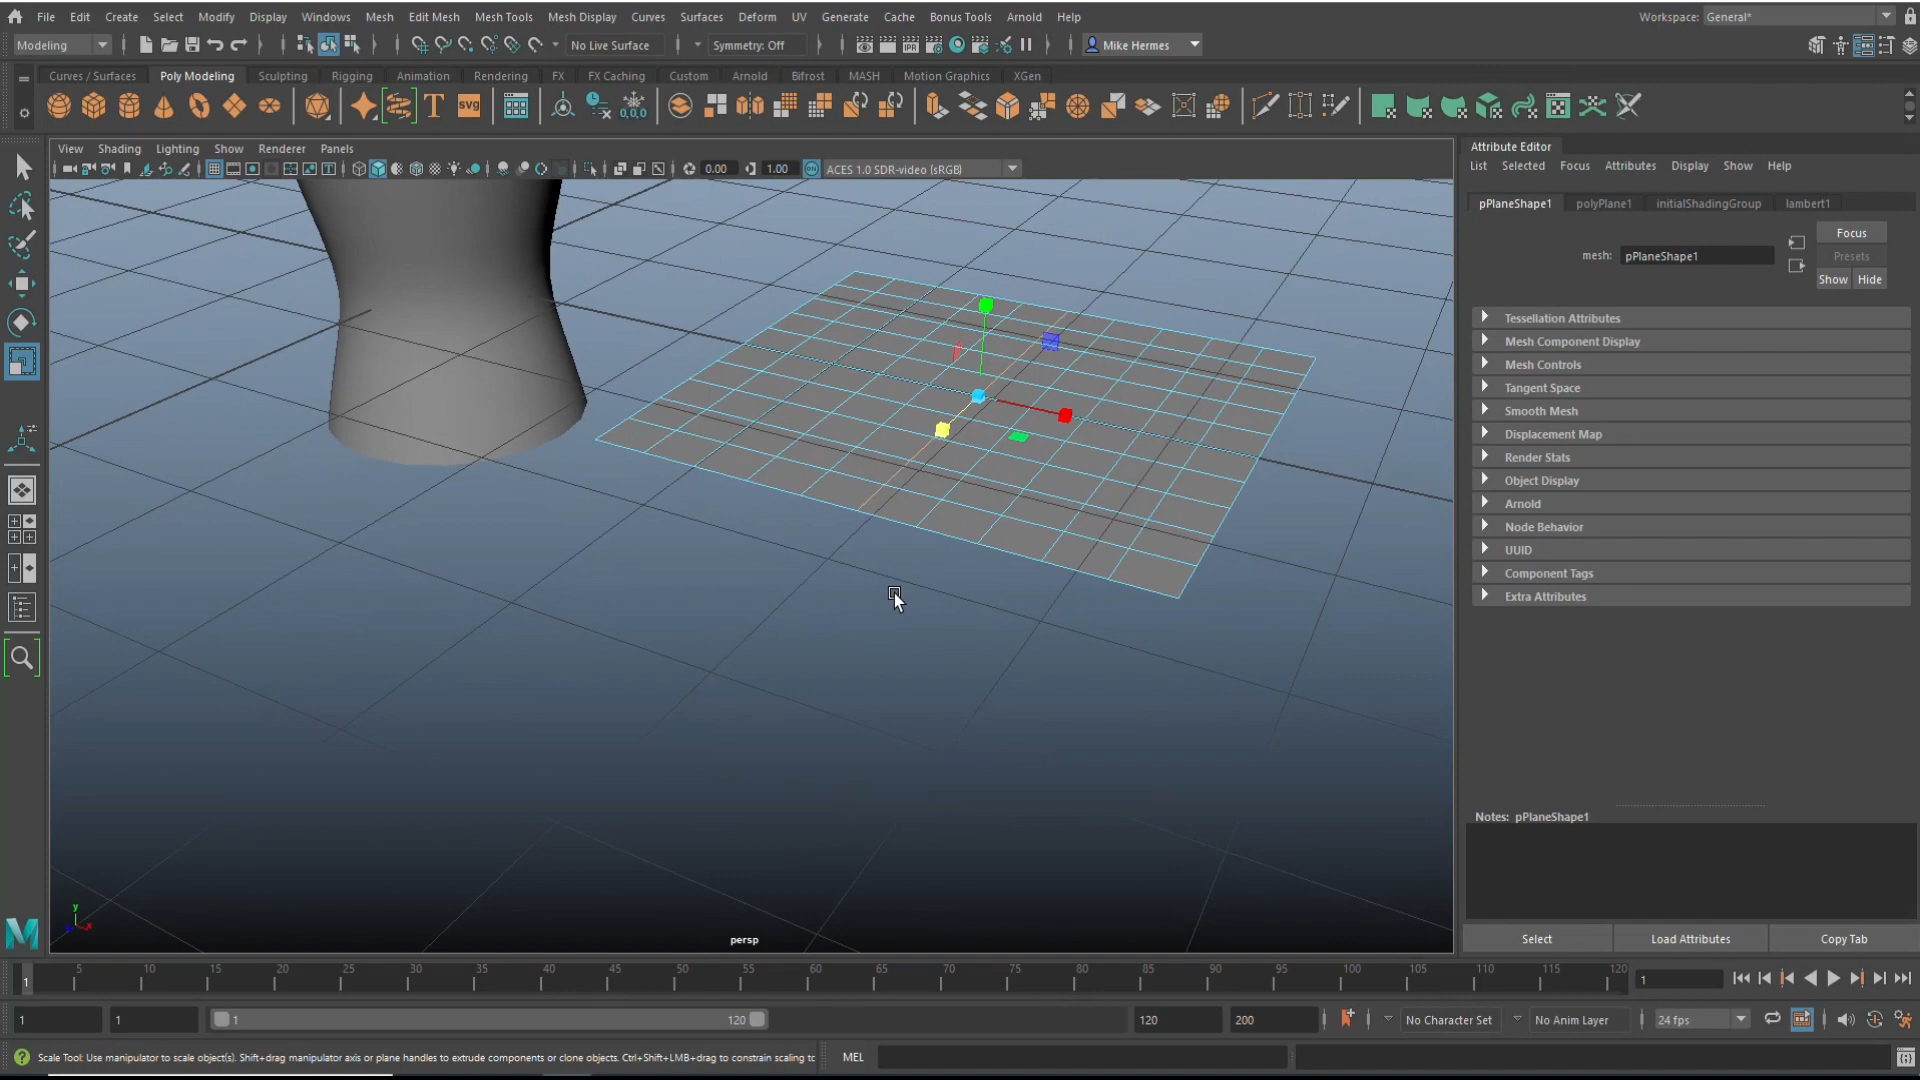 File Edit Create Select Modify Display Windows Mesh Edit Mesh Mesh Tools Mesh Display Curves Surfaces Deform UV Generate Cache Bonus Tools Arnold Help
Workspace: General*
Modeling No Live Surface Symmetry: Off IPR Mike Hermes
Curves / Surfaces Poly Modeling Sculpting Rigging Animation Rendering FX FX Caching Custom Arnold Bifrost MASH Motion Graphics XGen
T SVG 0,0,0
View Shading Lighting Show Renderer Panels
0.00 1.00 ACES 1.0 SDR-video (sRGB)
Attribute Editor
List Selected Focus Attributes Display Show Help
pPlaneShape1 polyPlane1 initialShadingGroup lambert1
Focus
mesh: pPlaneShape1 Presets
Show Hide
Tessellation Attributes
Mesh Component Display
Mesh Controls
Tangent Space
Smooth Mesh
Displacement Map
Render Stats
Object Display
Arnold
Node Behavior
UUID
Component Tags
Extra Attributes
Notes: pPlaneShape1
Select Load Attributes Copy Tab
y
x
persp
M
1 5 10 15 20 25 30 35 40 45 50 55 60 65 70 75 80 85 90 95 100 105 110 115 120
1
1 1 1 120 120 200 No Character Set No Anim Layer 24 fps
Scale Tool: Use manipulator to scale object(s). Shift+drag manipulator axis or plane handles to extrude components or clone objects. Ctrl+Shift+LMB+drag to constrain scaling to
MEL